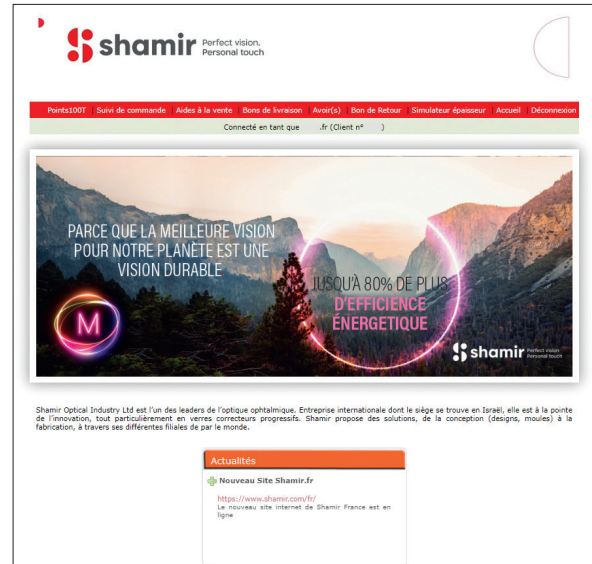 shamir Perfect vision.
Personal touch
Points100T Suivi de commande Aides à la vente Bons de livraison Avoir(s) Bon de Retour Simulateur épaisseur Accueil Déconnexion
Connecté en tant que .fr (Client n° )
PARCE QUE LA MEILLEURE VISION
POUR NOTRE PLANÈTE EST UNE
VISION DURABLE
JUSQU'À 80% DE PLUS
D'EFFICIENCE
ÉNERGETIQUE
M
shamir Perfect vision
Personal touch
Shamir Optical Industry Ltd est l'un des leaders de l'optique ophtalmique. Entreprise internationale dont le siège se trouve en Israël, elle est à la pointe
de l'innovation, tout particulièrement en verres correcteurs progressifs. Shamir propose des solutions, de la conception (designs, moules) à la
fabrication, à travers ses différentes filiales de par le monde.
Actualités
Nouveau Site Shamir.fr
https://www.shamir.com/fr/
Le nouveau site internet de Shamir France est en
ligne